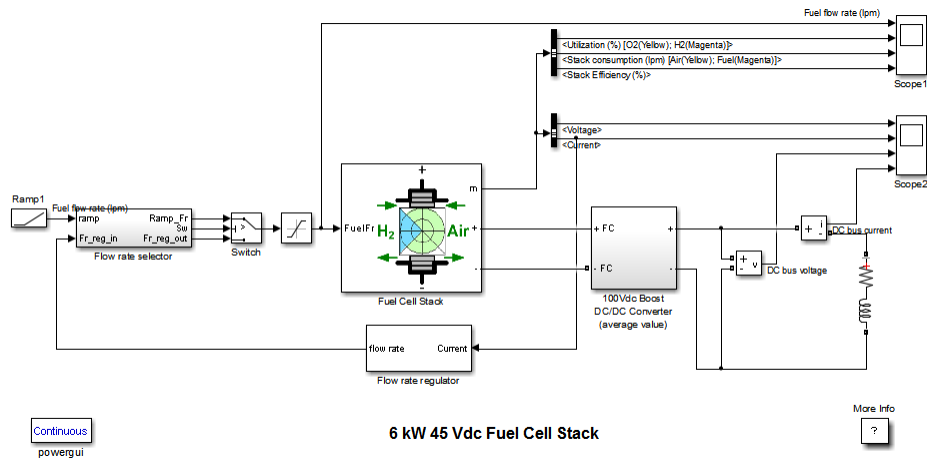 Fuel flow rate (lpm)
<Utilization (%) [O2(Yellow); H2(Magenta)]>
<Stack consumption (lpm) [Air(Yellow); Fuel(Magenta)]>
<Stack Efficiency (%)>
Scope1
<Voltage>
<Current>
Scope2
Ramp1
Fuel flow rate (lpm)
ramp
Ramp_Fr
Sw
Fr_reg_in
Fr_reg_out
Flow rate selector
Switch
+
m
FuelFr
H2
Air
+
-
-
Fuel Cell Stack
+ FC
+
- FC
-
100Vdc Boost
DC/DC Converter
(average value)
+
i
-
DC bus current
+
v
-
DC bus voltage
+
flow rate
Current
Flow rate regulator
Continuous
powergui
6 kW 45 Vdc Fuel Cell Stack
More Info
?